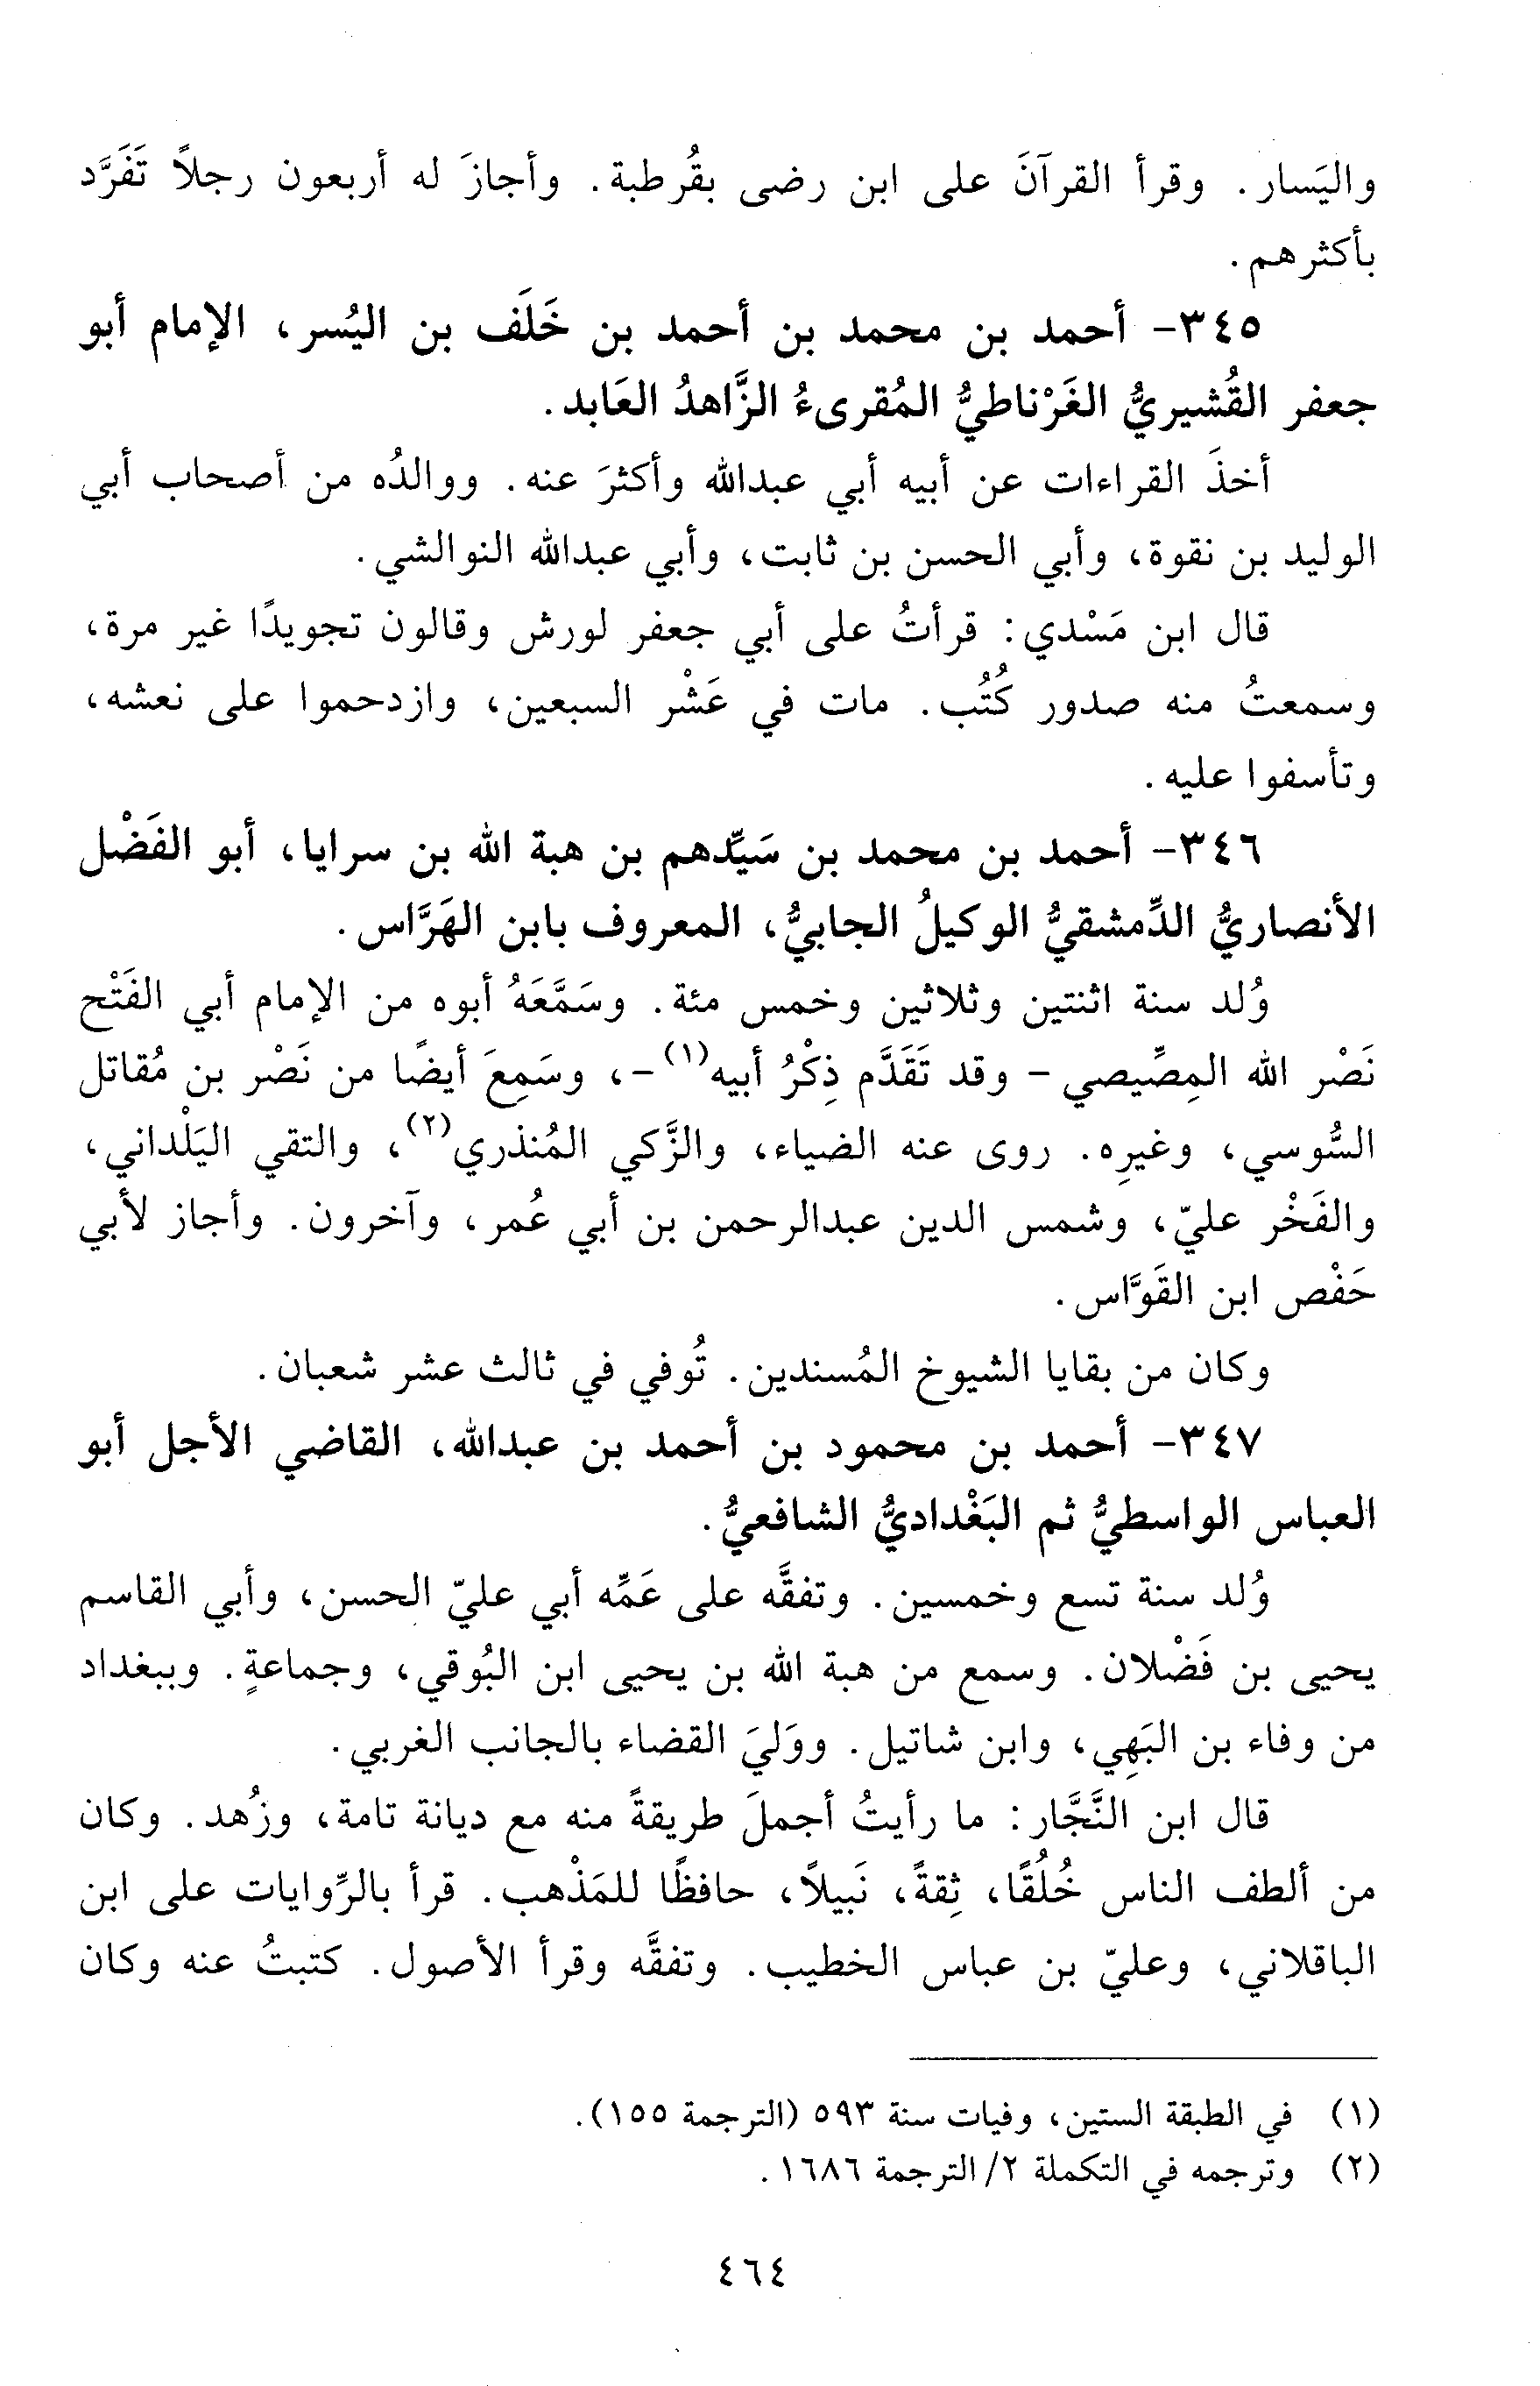 واليَسار. وقرأ القرآنَ على ابن رضى بقُرطبة. وأجازَ له أربعون رجلاً تَفَرَّد
بأكثرهم.
٣٤٥- أحمد بن محمد بن أحمد بن خَلَف بن اليُسر، الإمام أبو
جعفر القُشيريُّ الغَرْناطيُّ المُقرىءُ الزَّاهدُ العَابد.
أخذَ القراءات عن أبيه أبي عبدالله وأكثرَ عنه. ووالدُه من أصحاب أبي
الوليد بن نقوة، وأبي الحسن بن ثابت، وأبي عبدالله النوالشي.
قال ابن مَسْدي: قرأتُ على أبي جعفر لورش وقالون تجويدًا غير مرة،
وسمعتُ منه صدور كُتُب. مات في عَشْر السبعين، وازدحموا على نعشه،
وتأسفوا عليه.
٣٤٦- أحمد بن محمد بن سَيِّدهم بن هبة الله بن سرايا، أبو الفَضْل
الأنصاريُّ الدِّمشقيُّ الوكيلُ الجابيُّ، المعروف بابن الهَرَّاس.
وُلد سنة اثنتين وثلاثين وخمس مئة. وسَمَّعَهُ أبوه من الإمام أبي الفَتْح
نَصْر الله المِصِّيصي - وقد تَقَدَّم ذِكْرُ أبيه(١)-، وسَمِعَ أيضًا من نَصْر بن مُقاتل
السُّوسي، وغيرِه. روى عنه الضياء، والزَّكي المُنذري(٢)، والتقي اليَلْداني،
والفَخْر عليّ، وشمس الدين عبدالرحمن بن أبي عُمر، وآخرون. وأجاز لأبي
حَفْص ابن القَوَّاس.
وكان من بقايا الشيوخ المُسندين. تُوفي في ثالث عشر شعبان.
٣٤٧- أحمد بن محمود بن أحمد بن عبدالله، القاضي الأجل أبو
العباس الواسطيُّ ثم البَغْداديُّ الشافعيُّ.
وُلد سنة تسع وخمسين. وتفقَّه على عَمِّه أبي عليّ الحسن، وأبي القاسم
يحيى بن فَضْلان. وسمع من هبة الله بن يحيى ابن البُوقي، وجماعةٍ. وببغداد
من وفاء بن البَهِي، وابن شاتيل. ووَليَ القضاء بالجانب الغربي.
قال ابن النَّجَّار: ما رأيتُ أجملَ طريقةً منه مع ديانة تامة، وزُهد. وكان
من ألطف الناس خُلُقًا، ثِقةً، نَبيلاً، حافظًا للمَذْهب. قرأ بالرِّوايات على ابن
الباقلاني، وعليّ بن عباس الخطيب. وتفقَّه وقرأ الأصول. كتبتُ عنه وكان
(١) في الطبقة الستين، وفيات سنة ٥٩٣ (الترجمة ١٥٥).
(٢) وترجمه في التكملة ٢/ الترجمة ١٦٨٦.
٤٦٤